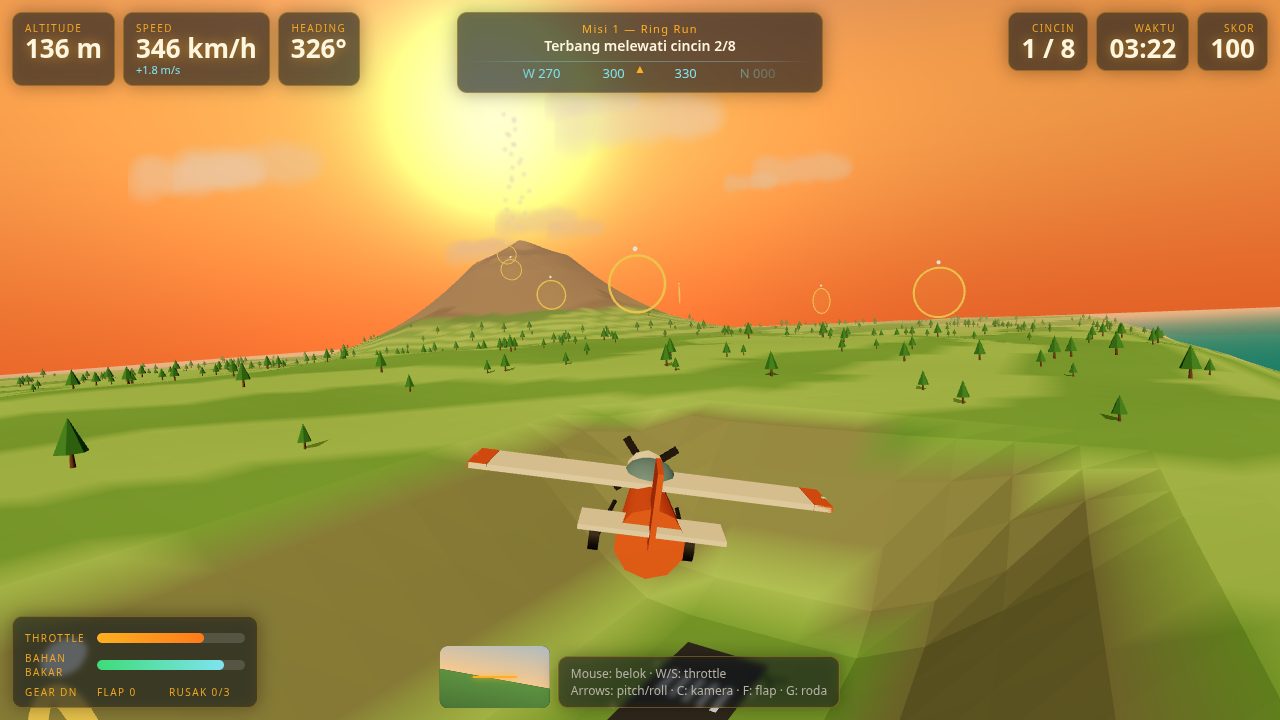 ALTITUDE
136 m
SPEED
346 km/h
+1.8 m/s
HEADING
326°
Misi 1 — Ring Run
Terbang melewati cincin 2/8
W 270 300 ▲ 330 N 000
CINCIN
1 / 8
WAKTU
03:22
SKOR
100
THROTTLE
BAHAN BAKAR
GEAR DN FLAP 0 RUSAK 0/3
Mouse: belok · W/S: throttle
Arrows: pitch/roll · C: kamera · F: flap · G: roda